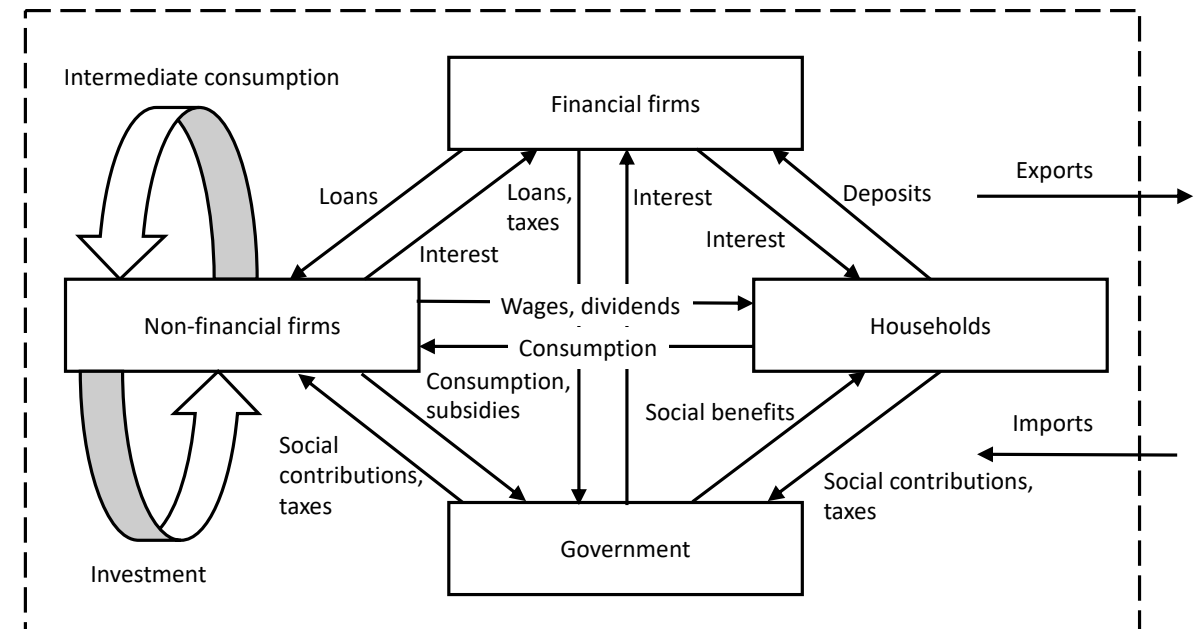 Intermediate consumption
Financial firms
Exports
Loans
Loans,
taxes
Interest
Deposits
Interest
Interest
Wages, dividends
Non-financial firms
Households
Consumption
Consumption,
subsidies
Social benefits
Imports
Social
contributions,
taxes
Social contributions,
taxes
Government
Investment